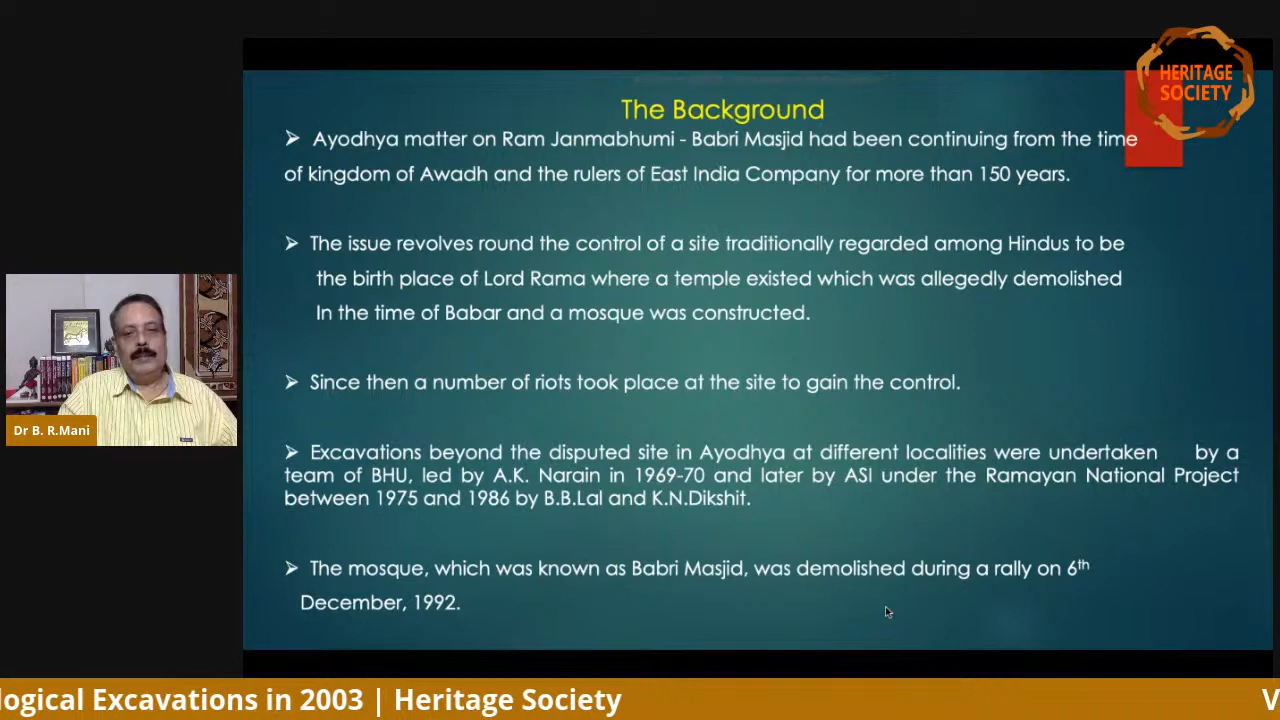 HERITAGE
SOCIETY
The Background
➢ Ayodhya matter on Ram Janmabhumi - Babri Masjid had been continuing from the time
of kingdom of Awadh and the rulers of East India Company for more than 150 years.
➢ The issue revolves round the control of a site traditionally regarded among Hindus to be
the birth place of Lord Rama where a temple existed which was allegedly demolished
In the time of Babar and a mosque was constructed.
➢ Since then a number of riots took place at the site to gain the control.
➢ Excavations beyond the disputed site in Ayodhya at different localities were undertaken by a
team of BHU, led by A.K. Narain in 1969-70 and later by ASI under the Ramayan National Project
between 1975 and 1986 by B.B.Lal and K.N.Dikshit.
➢ The mosque, which was known as Babri Masjid, was demolished during a rally on 6th
December, 1992.
Dr B. R.Mani
logical Excavations in 2003 | Heritage Society V